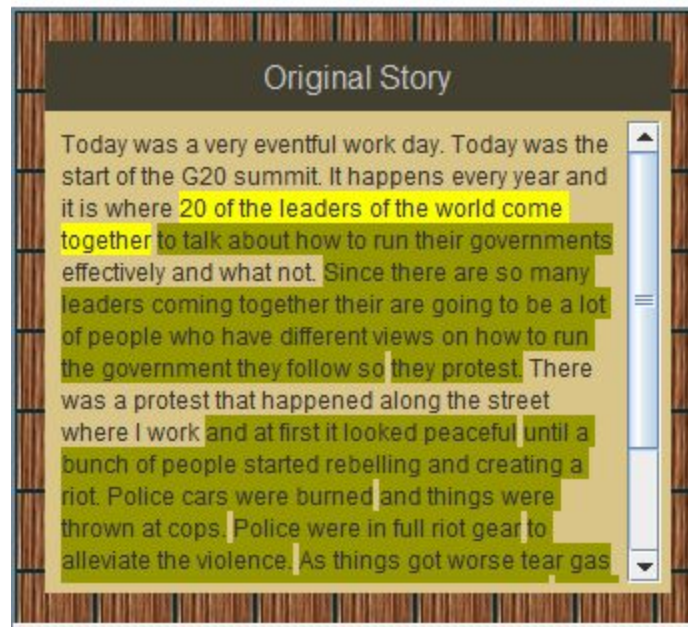 Original Story
Today was a very eventful work day. Today was the
start of the G20 summit. It happens every year and
it is where 20 of the leaders of the world come
together to talk about how to run their governments
effectively and what not. Since there are so many
leaders coming together their are going to be a lot
of people who have different views on how to run
the government they follow so they protest. There
was a protest that happened along the street
where I work and at first it looked peaceful until a
bunch of people started rebelling and creating a
riot. Police cars were burned and things were
thrown at cops. Police were in full riot gear to
alleviate the violence. As things got worse tear gas